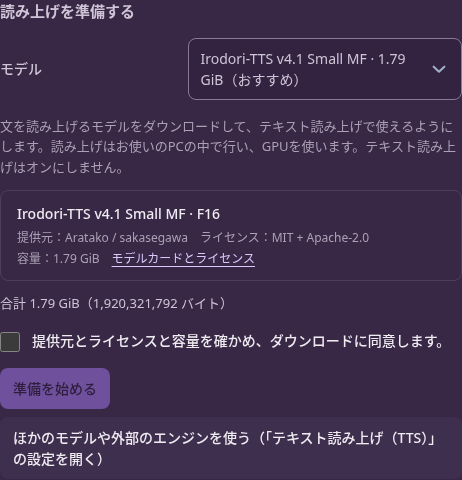 読み上げを準備する
モデル
Irodori-TTS v4.1 Small MF · 1.79
GiB（おすすめ）
文を読み上げるモデルをダウンロードして、テキスト読み上げで使えるように
します。読み上げはお使いのPCの中で行い、GPUを使います。テキスト読み上
げはオンにしません。
Irodori-TTS v4.1 Small MF · F16
提供元：Aratako / sakasegawa　ライセンス：MIT + Apache-2.0
容量：1.79 GiB　モデルカードとライセンス
合計 1.79 GiB（1,920,321,792 バイト）
提供元とライセンスと容量を確かめ、ダウンロードに同意します。
準備を始める
ほかのモデルや外部のエンジンを使う（「テキスト読み上げ（TTS）」
の設定を開く）